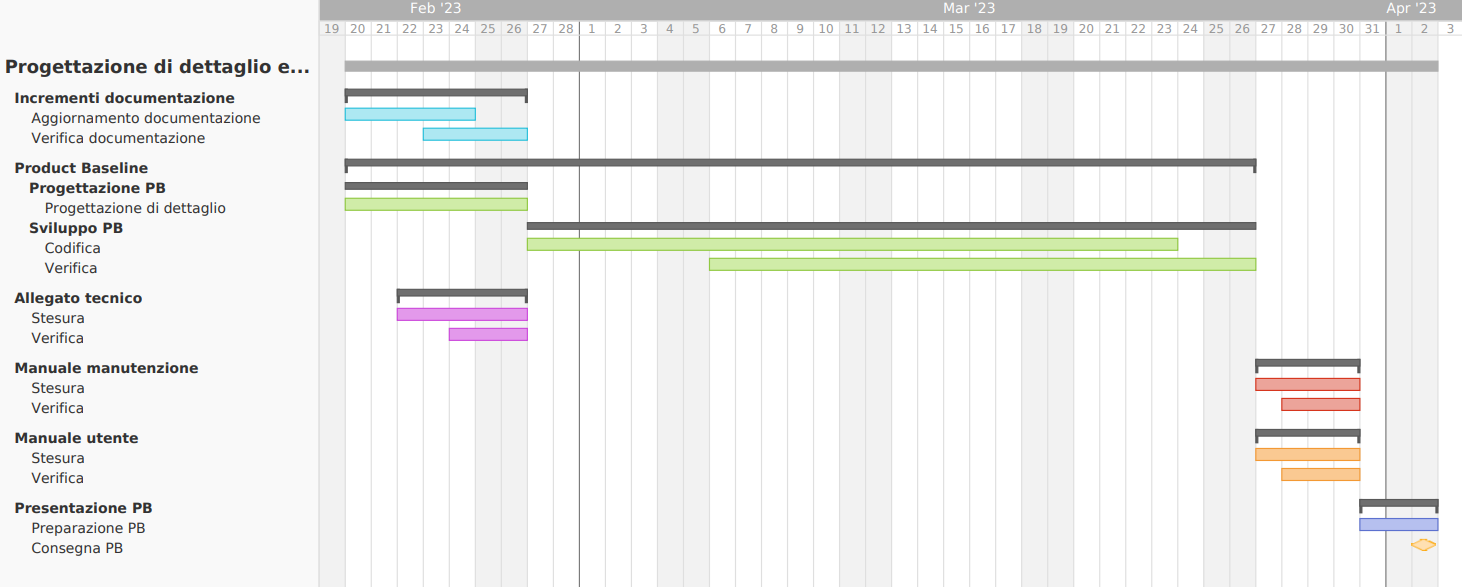 Feb '23 Mar '23 Apr '23
19 20 21 22 23 24 25 26 27 28 1 2 3 4 5 6 7 8 9 10 11 12 13 14 15 16 17 18 19 20 21 22 23 24 25 26 27 28 29 30 31 1 2 3
Progettazione di dettaglio e...
Incrementi documentazione
Aggiornamento documentazione
Verifica documentazione
Product Baseline
Progettazione PB
Progettazione di dettaglio
Sviluppo PB
Codifica
Verifica
Allegato tecnico
Stesura
Verifica
Manuale manutenzione
Stesura
Verifica
Manuale utente
Stesura
Verifica
Presentazione PB
Preparazione PB
Consegna PB